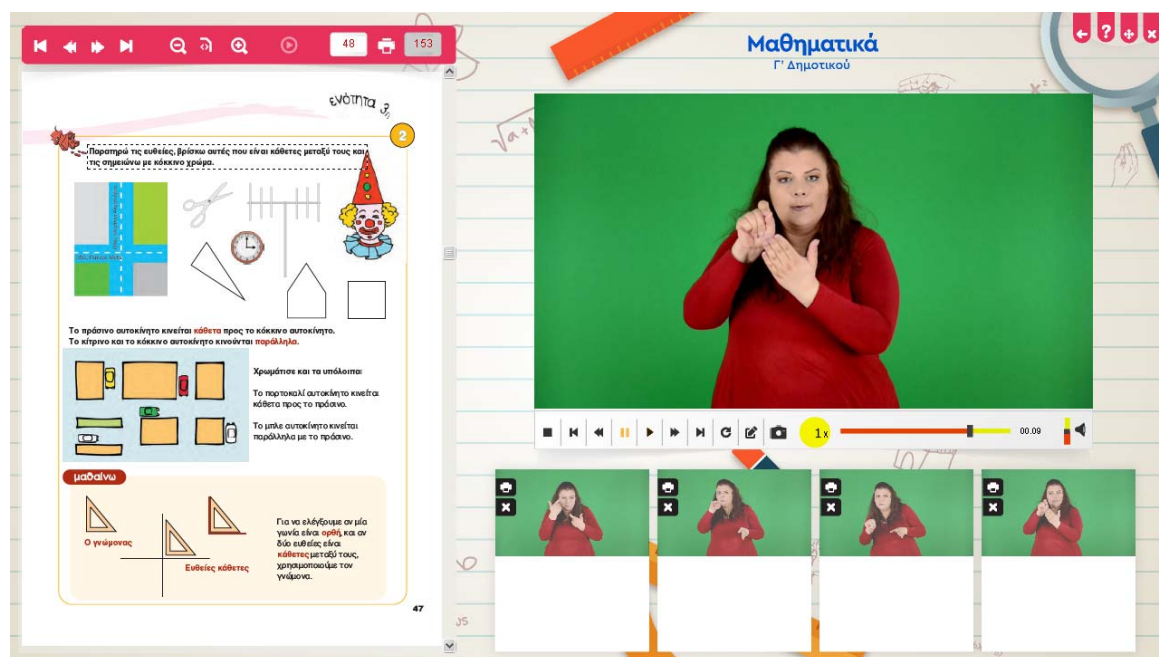 48
153
Μαθηματικά
Γ' Δημοτικού
ενότητα 3η
2
Παρατηρώ τις ευθείες, βρίσκω αυτές που είναι κάθετες μεταξύ τους και
τις σημειώνω με κόκκινο χρώμα.
Το πράσινο αυτοκίνητο κινείται κάθετα προς το κόκκινο αυτοκίνητο.
Το κίτρινο και το κόκκινο αυτοκίνητο κινούνται παράλληλα.
Χρωμάτισε και τα υπόλοιπα:
Το πορτοκαλί αυτοκίνητο κινείται
κάθετα προς το πράσινο.
Το μπλε αυτοκίνητο κινείται
παράλληλα με το πράσινο.
μαθαίνω
Ο γνώμονας
Ευθείες κάθετες
Για να ελέγξουμε αν μία
γωνία είναι ορθή, και αν
δύο ευθείες είναι
κάθετες μεταξύ τους,
χρησιμοποιούμε τον
γνώμονα.
47
1x
00.09